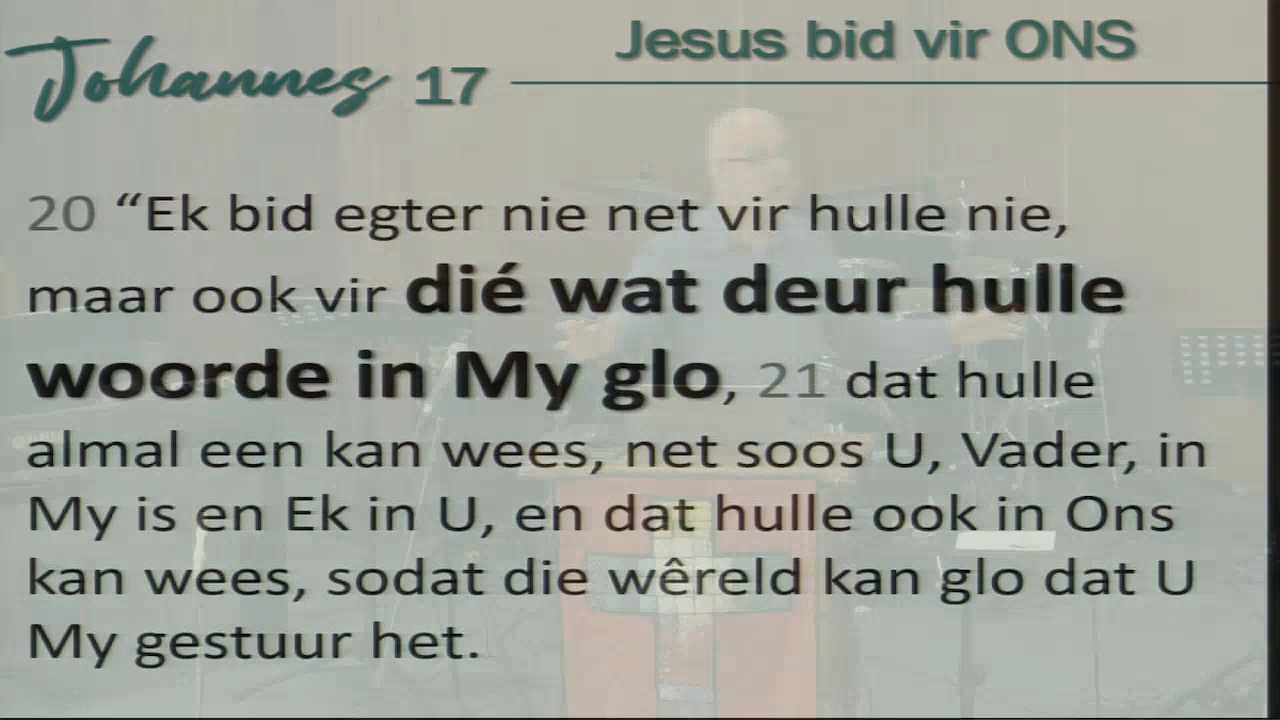 Johannes 17
Jesus bid vir ONS
20 “Ek bid egter nie net vir hulle nie,
maar ook vir dié wat deur hulle
woorde in My glo, 21 dat hulle
almal een kan wees, net soos U, Vader, in
My is en Ek in U, en dat hulle ook in Ons
kan wees, sodat die wêreld kan glo dat U
My gestuur het.